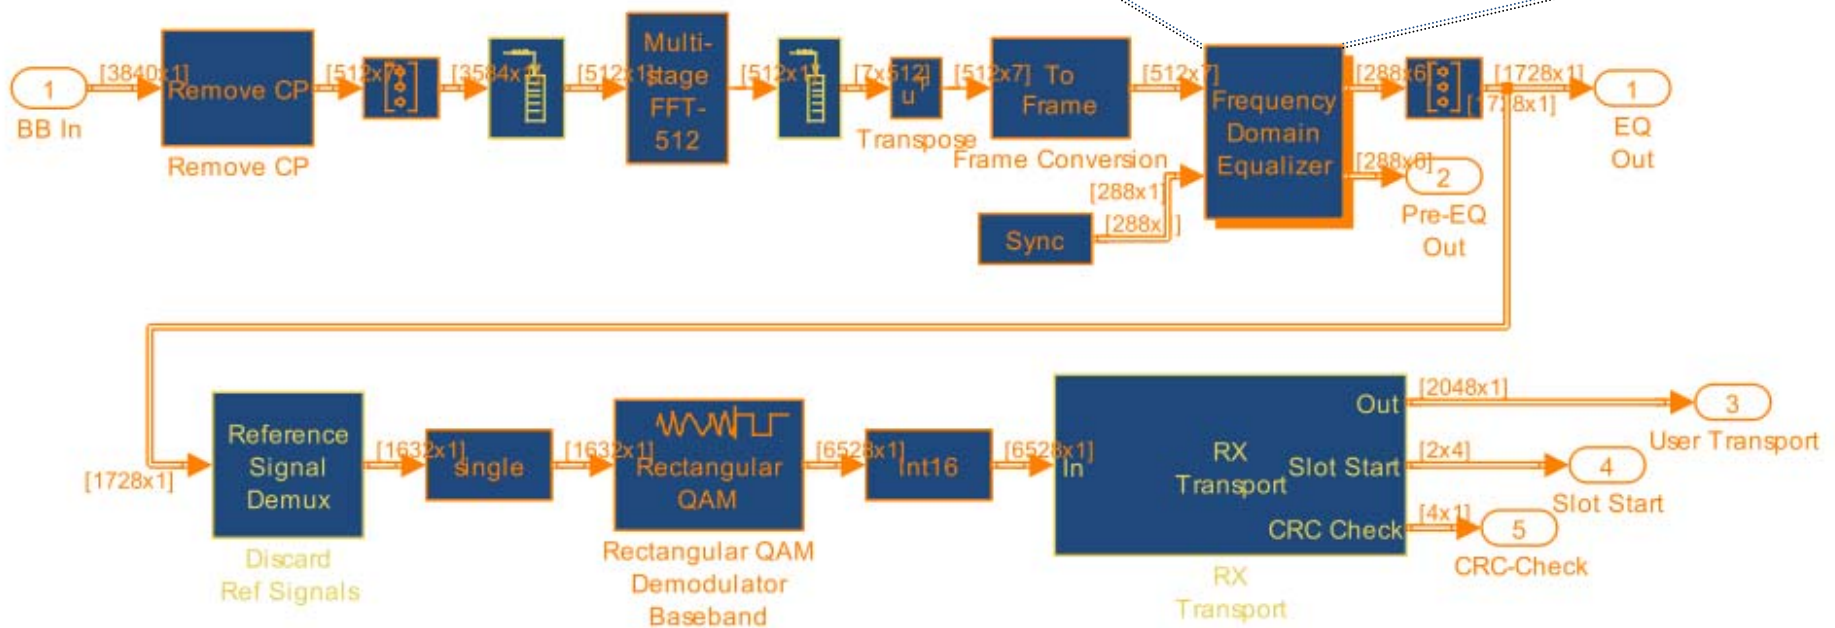 1
BB In
[3840x1]
Remove CP
Remove CP
[512x7]
[3584x1]
[512x1]
Multi-
stage
FFT-
512
[512x1]
[7x512]
u
T
Transpose
[512x7]
To
Frame
Frame Conversion
[512x7]
[288x1]
Sync
[288x1]
Frequency
Domain
Equalizer
[288x6]
[288x6]
2
Pre-EQ
Out
[1728x1]
[1728x1]
1
EQ
Out
[1728x1]
Reference
Signal
Demux
Discard
Ref Signals
[1632x1]
single
[1632x1]
Rectangular
QAM
Rectangular QAM
Demodulator
Baseband
[6528x1]
Int16
[6528x1]
In
RX
Transport
Out
Slot Start
CRC Check
RX
Transport
[2048x1]
3
User Transport
[2x4]
4
Slot Start
[4x1]
5
CRC-Check